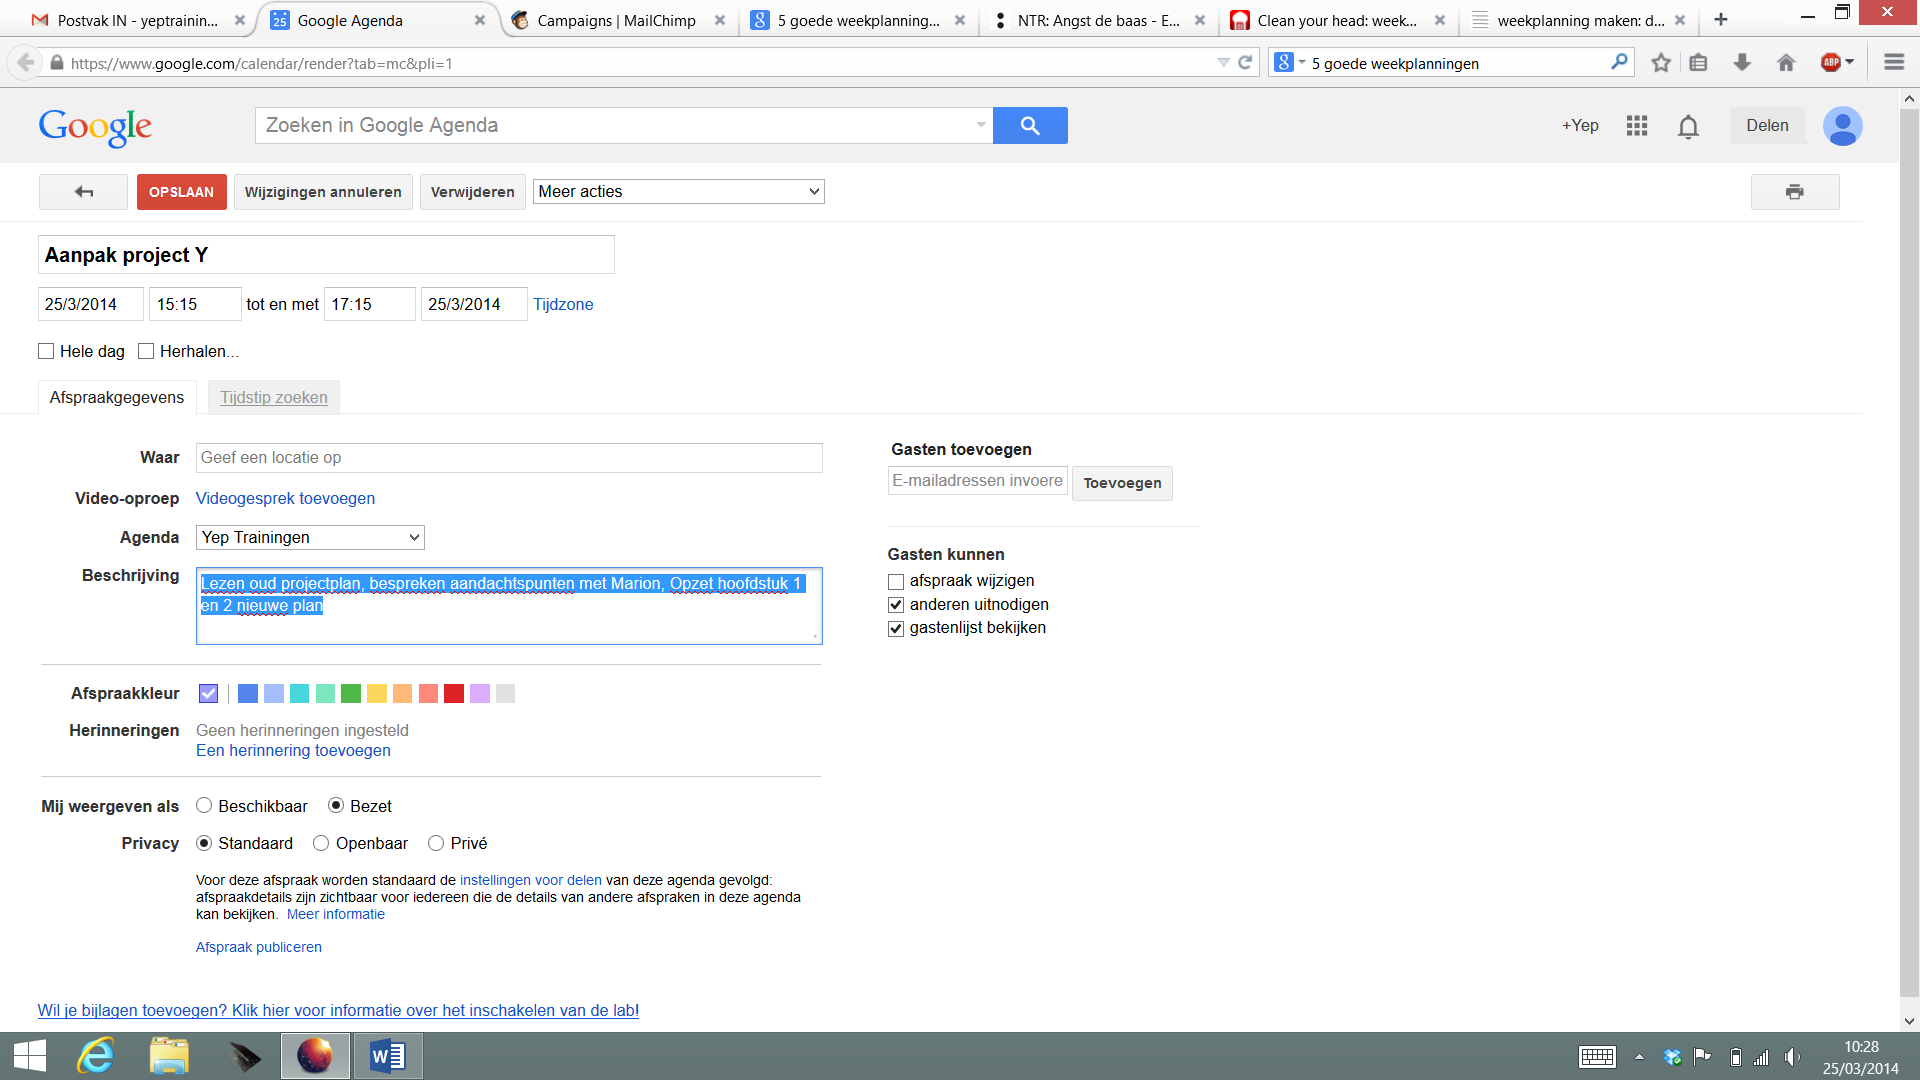 Postvak IN - yeptrainin...
Google Agenda
Campaigns | MailChimp
5 goede weekplanning...
NTR: Angst de baas - E...
Clean your head: week...
weekplanning maken: d...
https://www.google.com/calendar/render?tab=mc&pli=1
5 goede weekplanningen
ABP
Google
Zoeken in Google Agenda
+Yep
Delen
OPSLAAN
Wijzigingen annuleren
Verwijderen
Meer acties
Aanpak project Y
25/3/2014 15:15 tot en met 17:15 25/3/2014 Tijdzone
Hele dag Herhalen...
Afspraakgegevens Tijdstip zoeken
Waar Geef een locatie op
Video-oproep Videogesprek toevoegen
Agenda Yep Trainingen
Beschrijving Lezen oud projectplan, bespreken aandachtspunten met Marion, Opzet hoofdstuk 1
en 2 nieuwe plan
Gasten toevoegen
E-mailadressen invoere Toevoegen
Gasten kunnen
afspraak wijzigen
anderen uitnodigen
gastenlijst bekijken
Afspraakkleur
Herinneringen Geen herinneringen ingesteld
Een herinnering toevoegen
Mij weergeven als Beschikbaar Bezet
Privacy Standaard Openbaar Privé
Voor deze afspraak worden standaard de instellingen voor delen van deze agenda gevolgd:
afspraakdetails zijn zichtbaar voor iedereen die de details van andere afspraken in deze agenda
kan bekijken. Meer informatie
Afspraak publiceren
Wil je bijlagen toevoegen? Klik hier voor informatie over het inschakelen van de lab!
10:28
25/03/2014